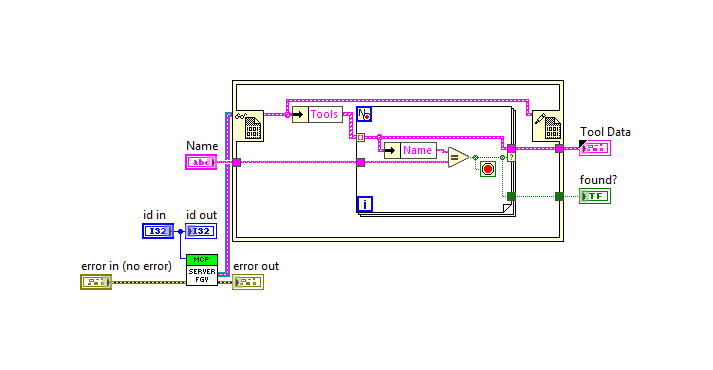 Tools
N
Name
abc
Name
=
?
Tool Data
found?
TF
i
id in
id out
I32
I32
MCP
SERVER
FGV
error in (no error)
error out